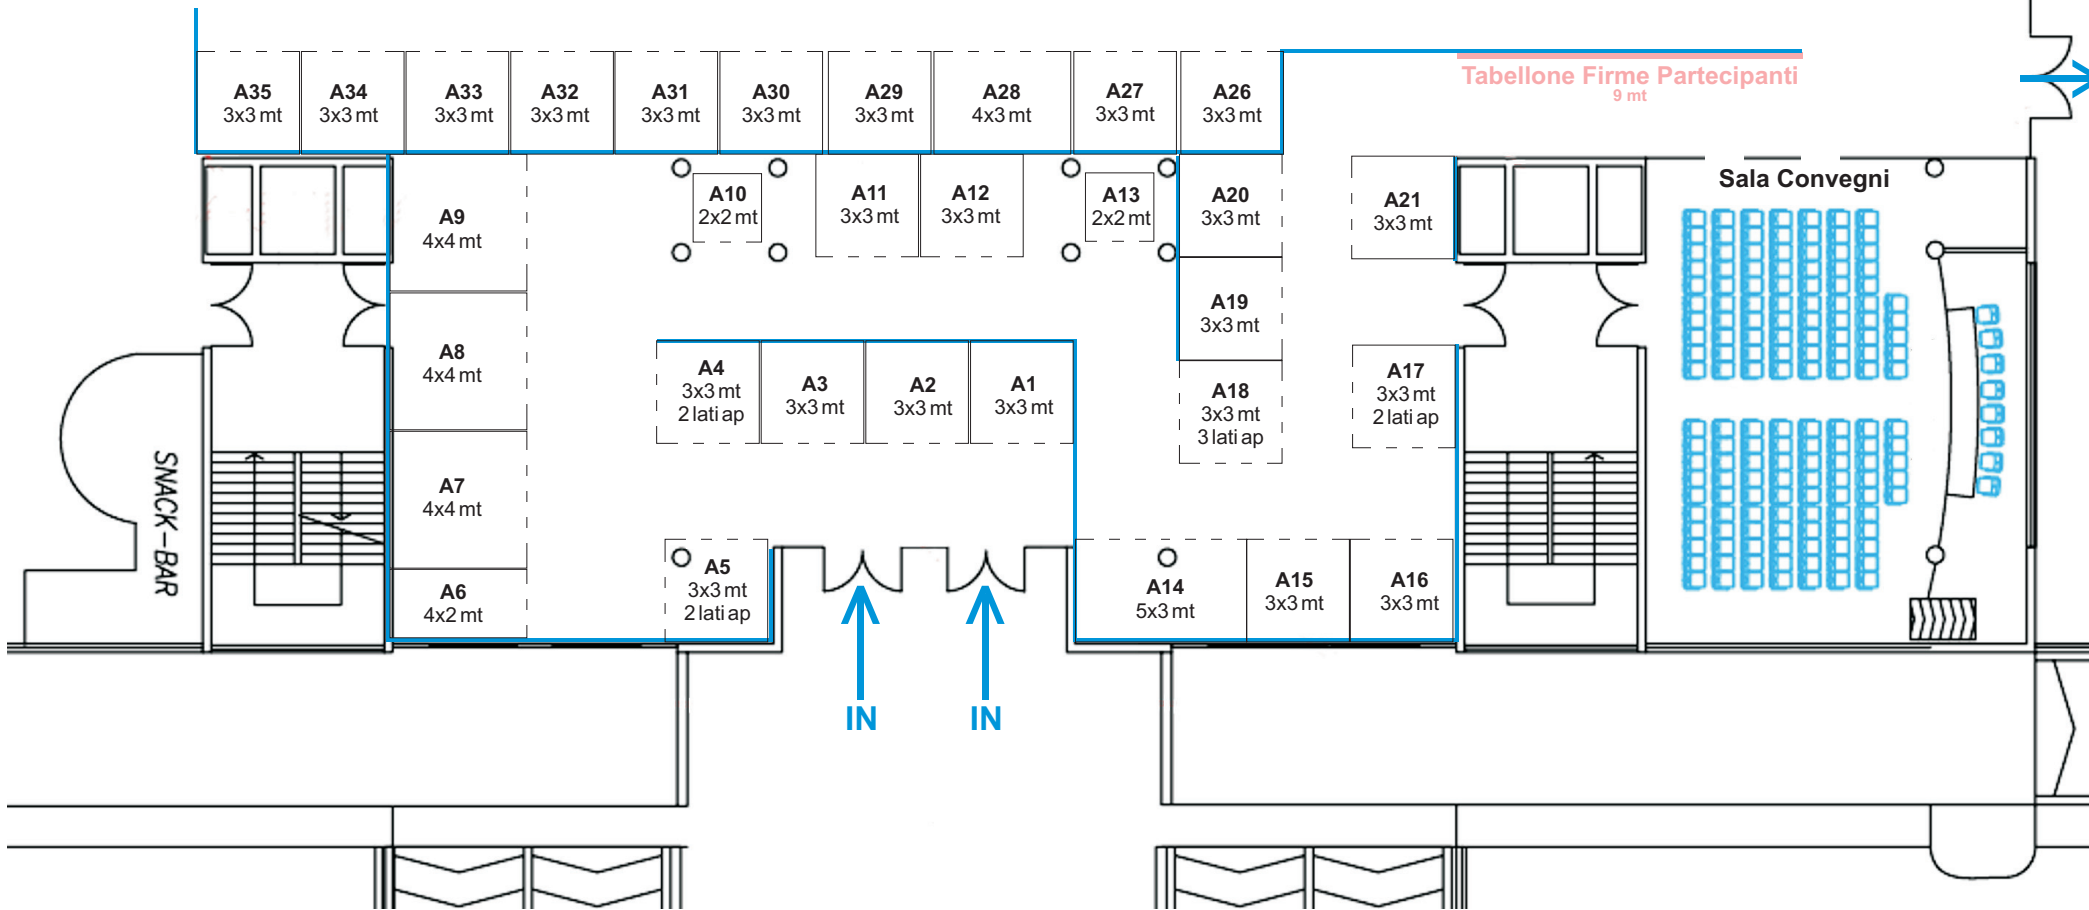 Tabellone Firme Partecipanti
9 mt
A35
3x3 mt
A34
3x3 mt
A33
3x3 mt
A32
3x3 mt
A31
3x3 mt
A30
3x3 mt
A29
3x3 mt
A28
4x3 mt
A27
3x3 mt
A26
3x3 mt
A9
4x4 mt
A10
2x2 mt
A11
3x3 mt
A12
3x3 mt
A13
2x2 mt
A20
3x3 mt
A21
3x3 mt
Sala Convegni
A19
3x3 mt
A8
4x4 mt
A4
3x3 mt
2 lati ap
A3
3x3 mt
A2
3x3 mt
A1
3x3 mt
A18
3x3 mt
3 lati ap
A17
3x3 mt
2 lati ap
SNACK-BAR
A7
4x4 mt
A6
4x2 mt
A5
3x3 mt
2 lati ap
A14
5x3 mt
A15
3x3 mt
A16
3x3 mt
IN
IN